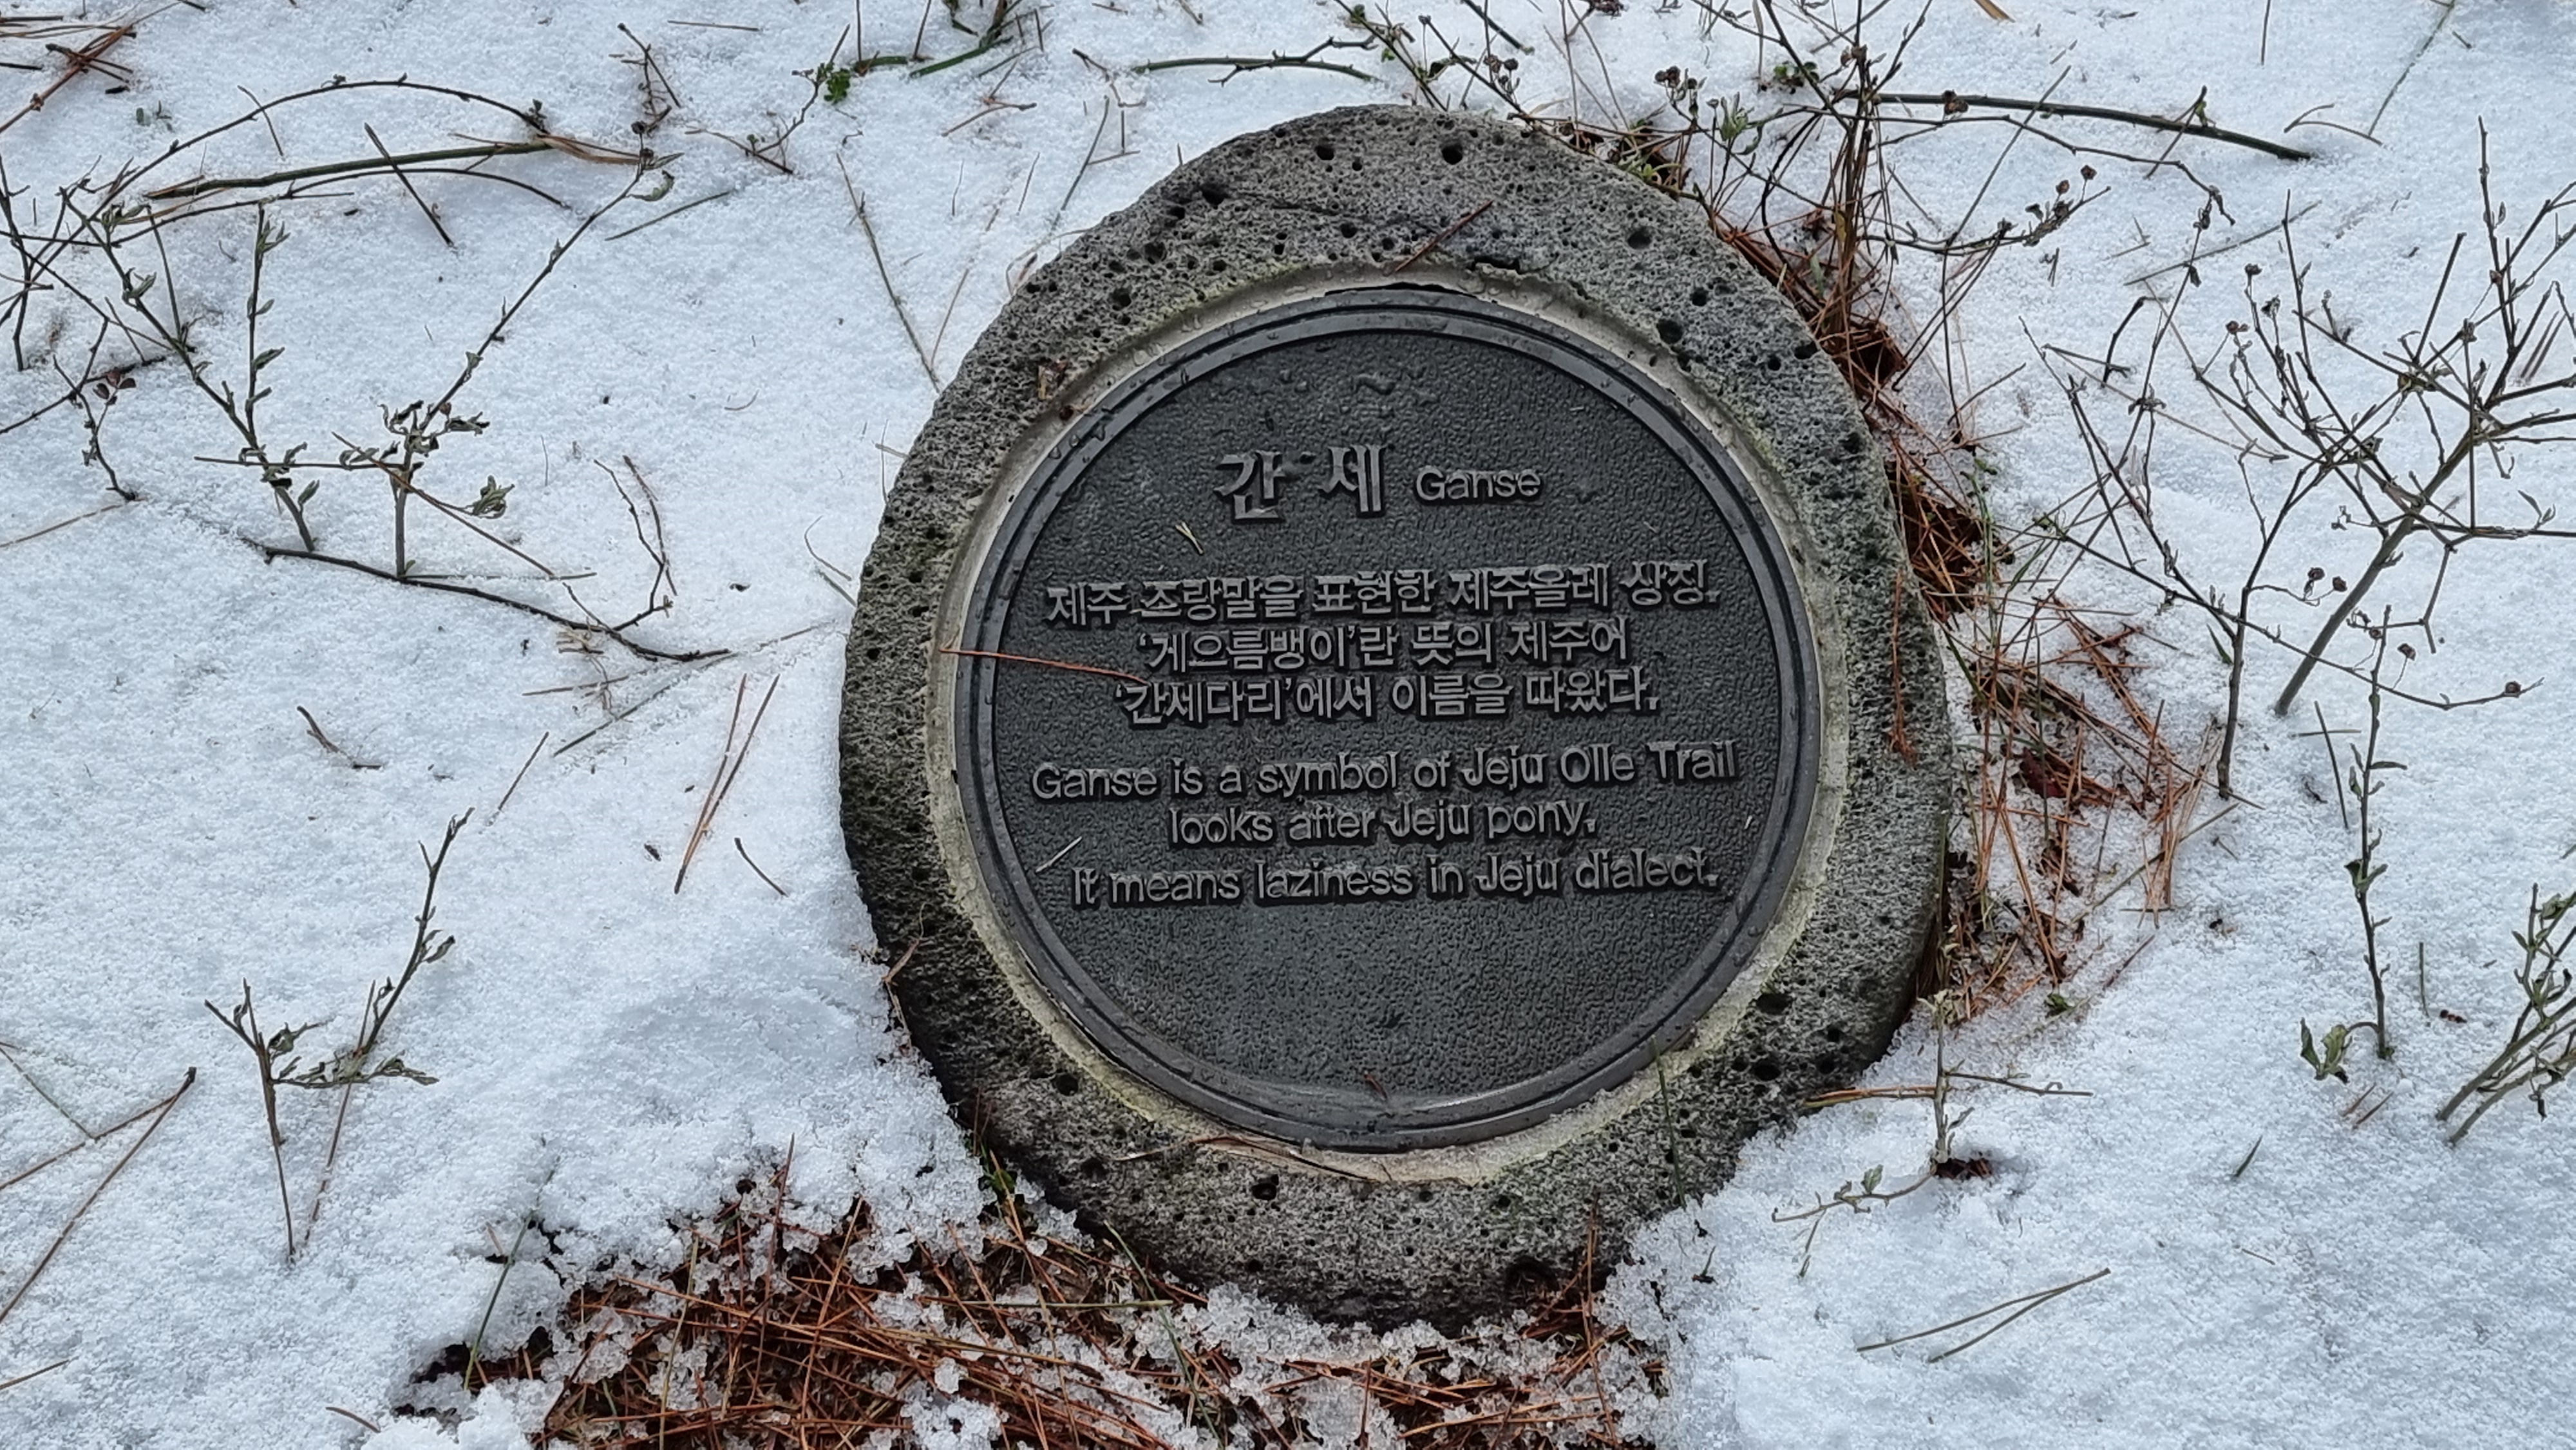 간세 Ganse
제주 조랑말을 표현한 제주올레 상징.
‘게으름뱅이’란 뜻의 제주어
‘간세다리’에서 이름을 따왔다.
Ganse is a symbol of Jeju Olle Trail
looks after Jeju pony.
It means laziness in Jeju dialect.